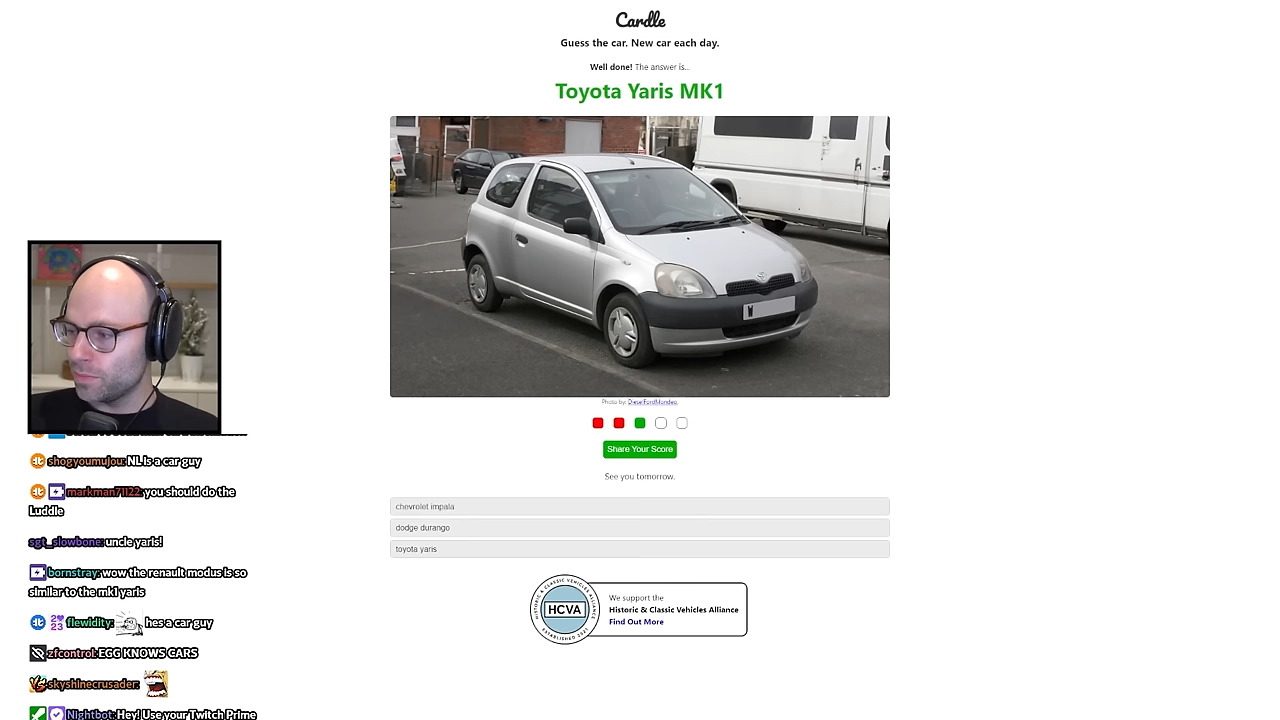 Cardle
Guess the car. New car each day.
Well done! The answer is...
Toyota Yaris MK1
W
Photo by: DieselFordMondeo.
Share Your Score
See you tomorrow.
chevrolet impala
dodge durango
toyota yaris
HISTORIC & CLASSIC VEHICLES ALLIANCE
HCVA
We support the
Historic & Classic Vehicles Alliance
Find Out More
shogyoumujou: NL is a car guy
markman71122: you should do the
Luddle
sgt_slowbone: uncle yaris!
bornstray: wow the renault modus is so
similar to the mk1 yaris
flewidity: hes a car guy
zfcontrol: EGG KNOWS CARS
skyshinecrusader:
Nightbot: Hey! Use your Twitch Prime